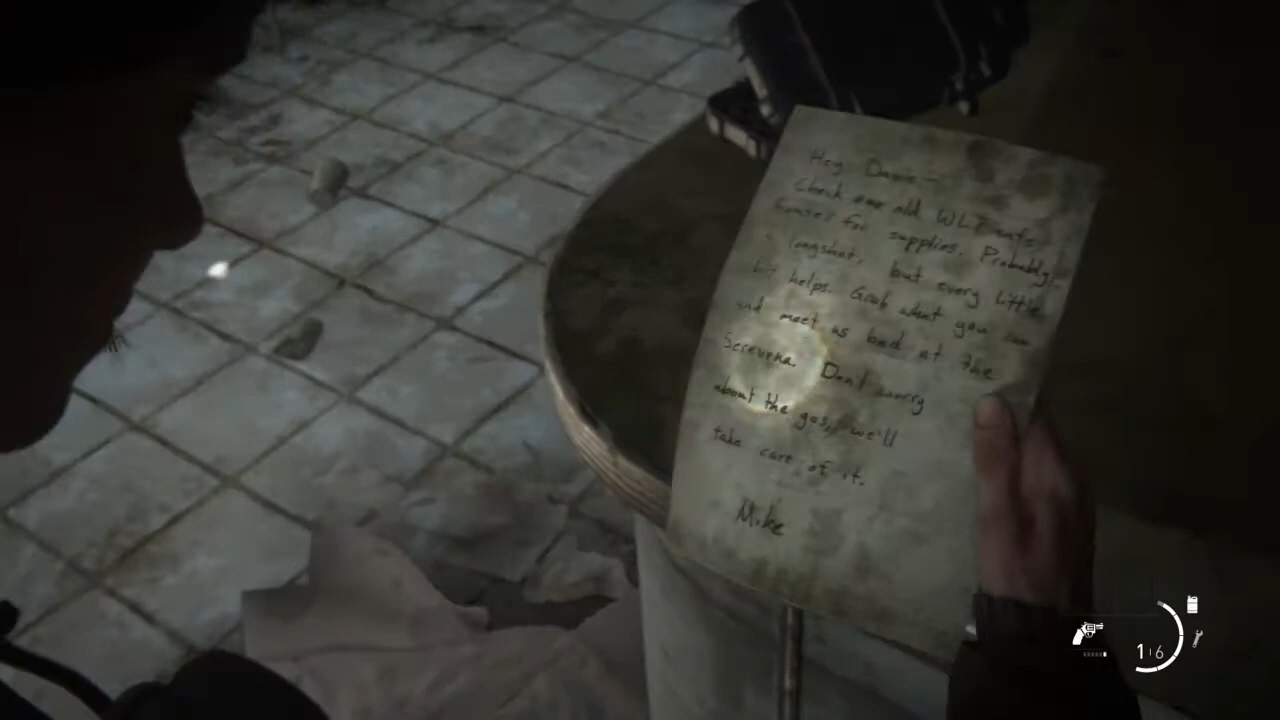 Hey Davis—
Check one old WLF safe
houses for supplies. Probably a
longshot, but every little
bit helps. Grab what you can
and meet us back at the
Serevena Don't worry
about the gas, we'll
take care of it.
Mike
1 6